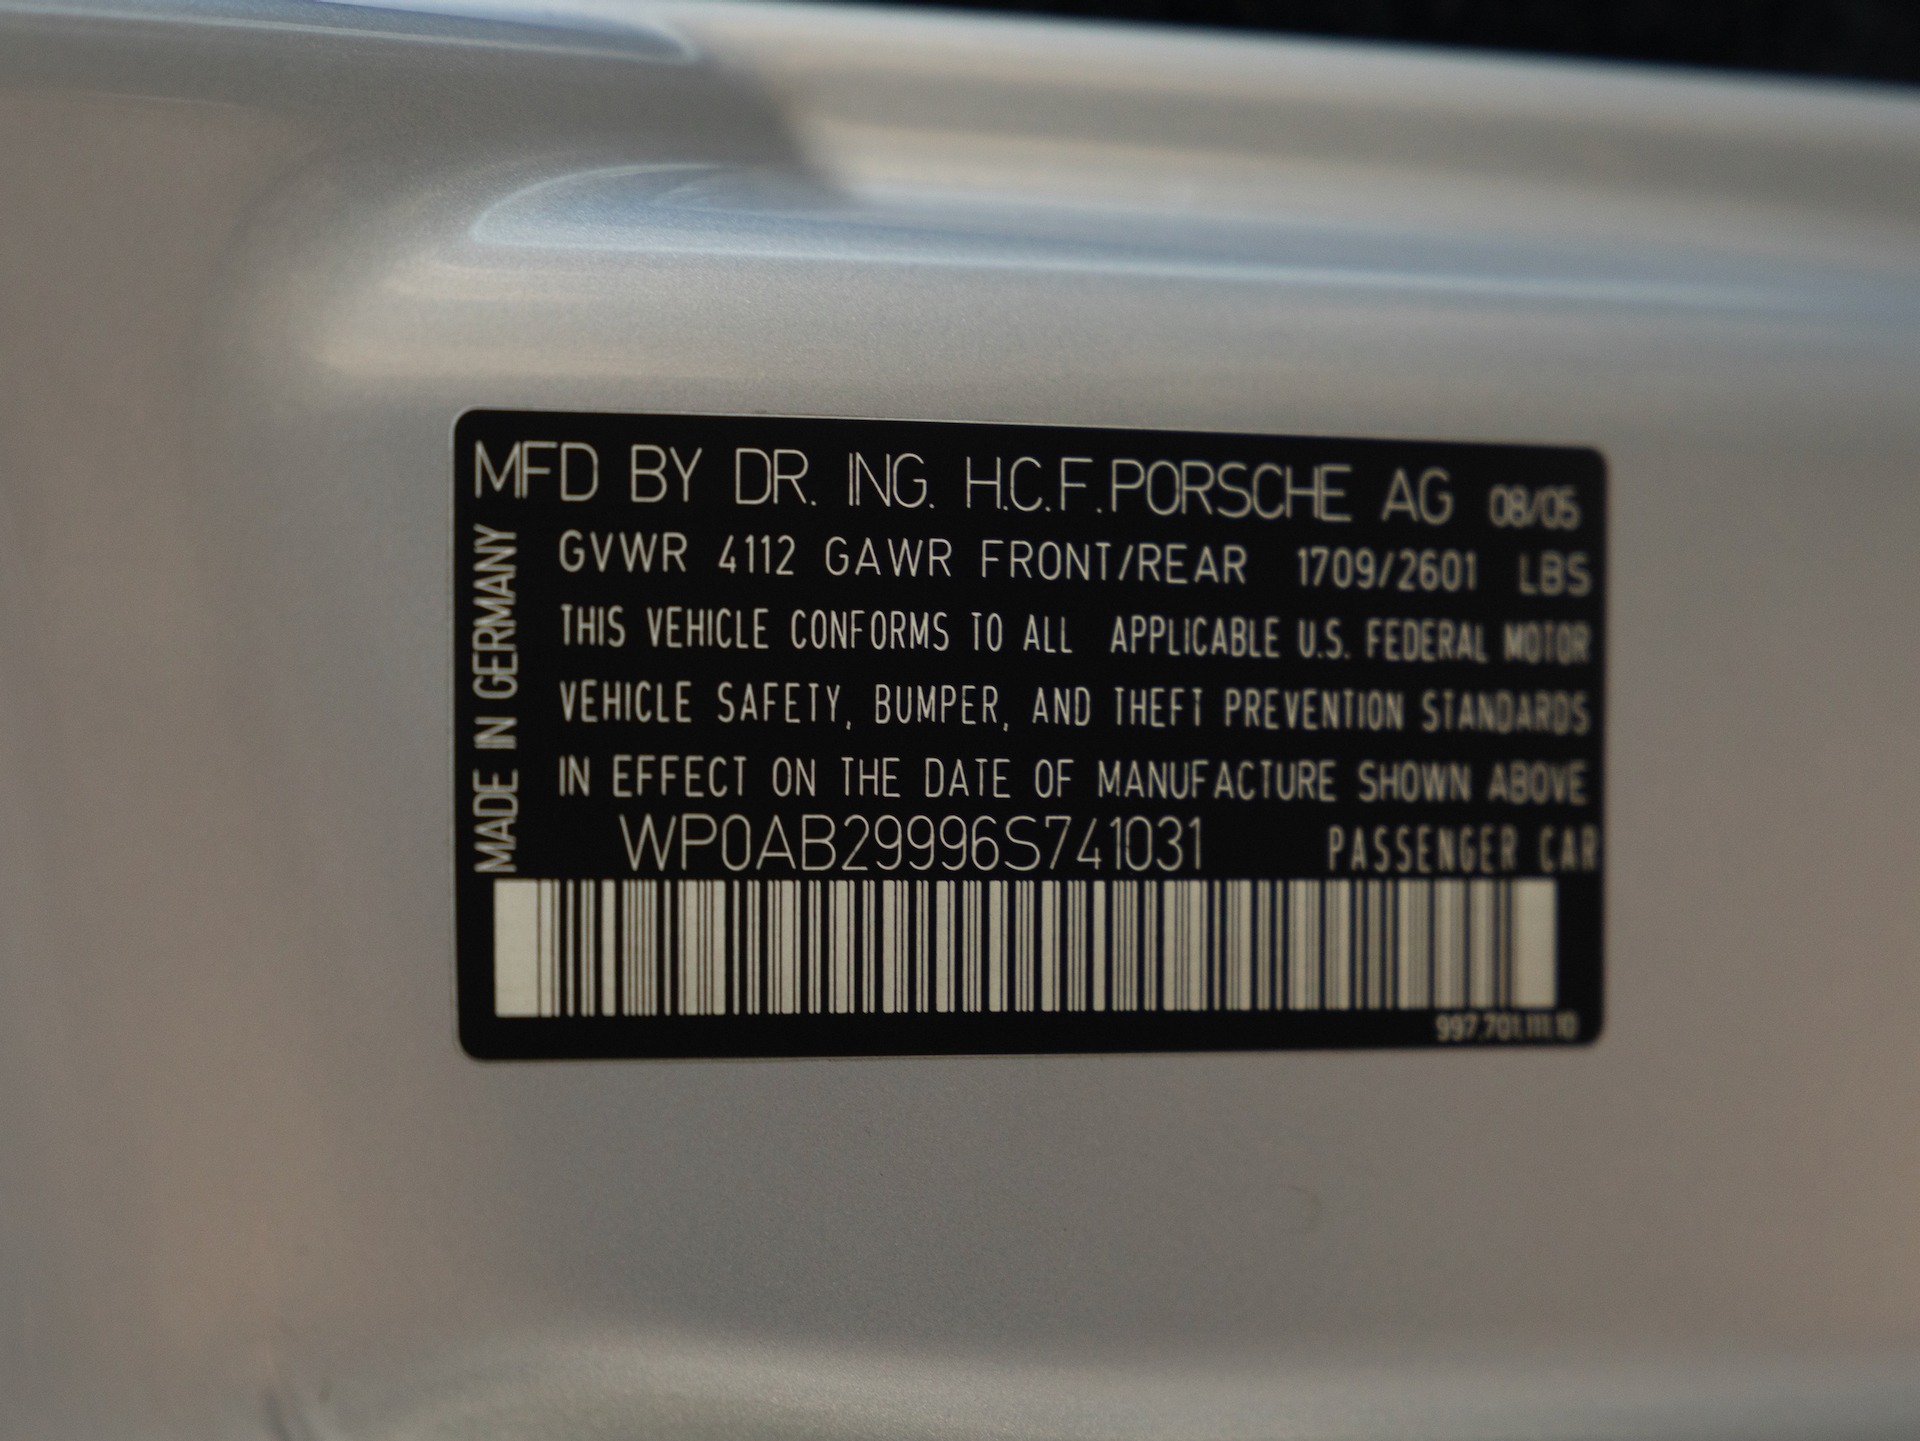 MFD BY DR. ING. H.C.F. PORSCHE AG 08/05
GVWR 4112 GAWR FRONT/REAR 1709/2601 LBS
THIS VEHICLE CONFORMS TO ALL APPLICABLE U.S. FEDERAL MOTOR
VEHICLE SAFETY, BUMPER, AND THEFT PREVENTION STANDARDS
IN EFFECT ON THE DATE OF MANUFACTURE SHOWN ABOVE
WP0AB29996S741031 PASSENGER CAR
997.701.111.10
MADE IN GERMANY